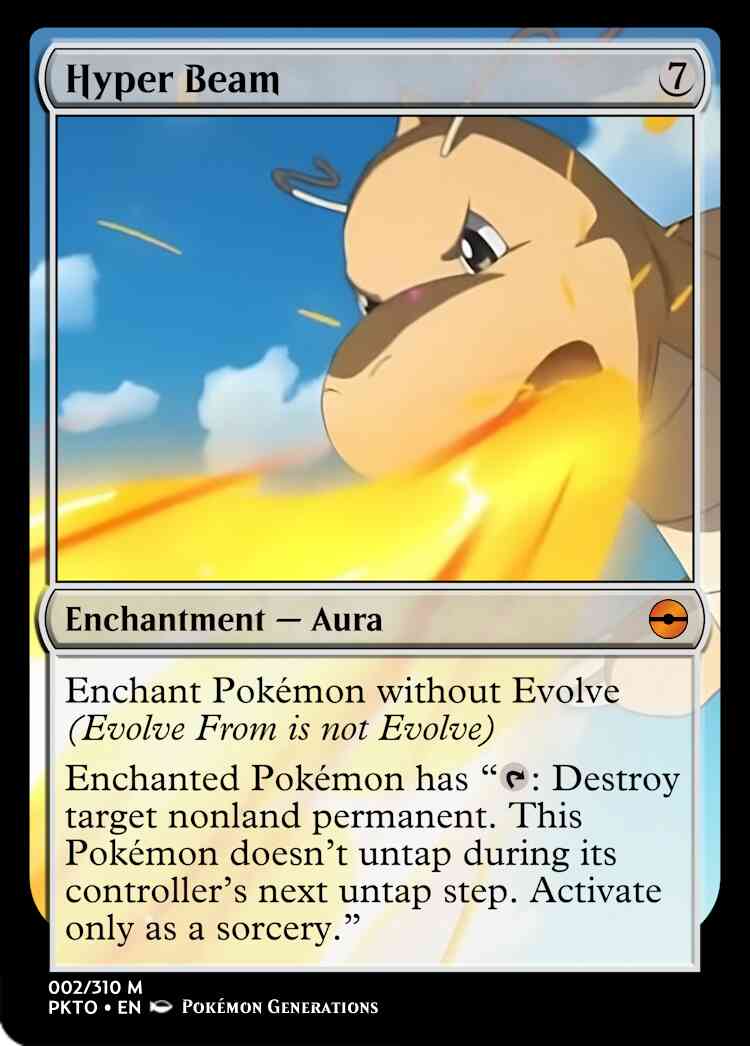 Hyper Beam 7
Enchantment — Aura
Enchant Pokémon without Evolve
(Evolve From is not Evolve)
Enchanted Pokémon has “: Destroy
target nonland permanent. This
Pokémon doesn’t untap during its
controller’s next untap step. Activate
only as a sorcery.”
002/310 M
PKTO • EN Pokémon Generations